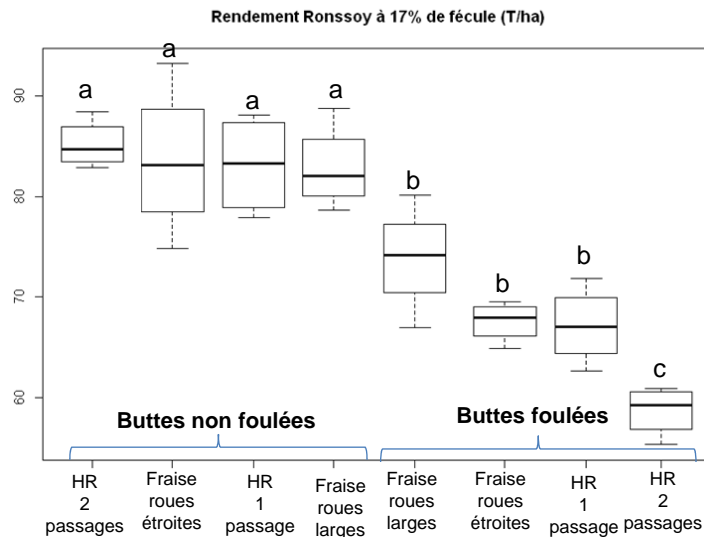 Rendement Ronssoy à 17% de fécule (T/ha)
a
a
a
a
b
b
b
c
90
80
70
60
Buttes non foulées
Buttes foulées
HR
2
passages
Fraise
roues
étroites
HR
1
passage
Fraise
roues
larges
Fraise
roues
larges
Fraise
roues
étroites
HR
1
passage
HR
2
passages